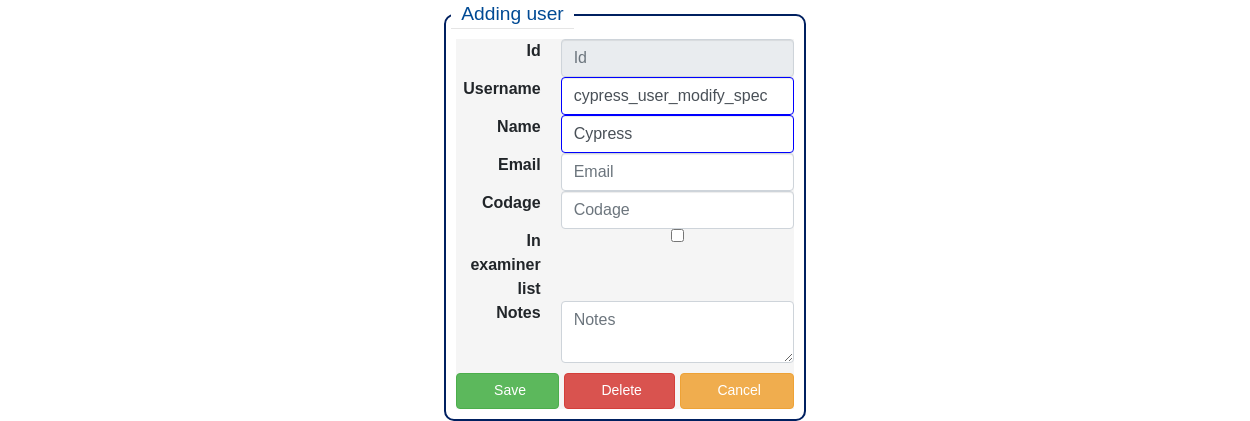 Adding user
Id Id
Username cypress_user_modify_spec
Name Cypress
Email Email
Codage Codage
In
examiner
list
Notes Notes
Save Delete Cancel